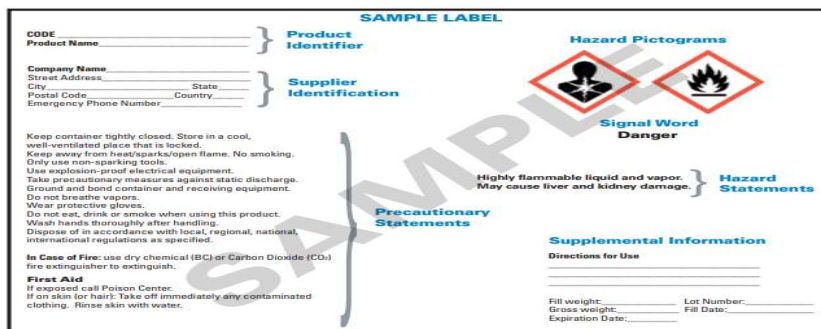 SAMPLE LABEL
CODE
Product Name
Product
Identifier
Company Name
Street Address
City State
Postal Code Country
Emergency Phone Number
Supplier
Identification
Keep container tightly closed. Store in a cool,
well-ventilated place that is locked.
Keep away from heat/sparks/open flame. No smoking.
Only use non-sparking tools.
Use explosion-proof electrical equipment.
Take precautionary measures against static discharge.
Ground and bond container and receiving equipment.
Do not breathe vapors.
Wear protective gloves.
Do not eat, drink or smoke when using this product.
Wash hands thoroughly after handling.
Dispose of in accordance with local, regional, national,
international regulations as specified.
In Case of Fire: use dry chemical (BC) or Carbon Dioxide (CO₂)
fire extinguisher to extinguish.
First Aid
If exposed call Poison Center.
If on skin (or hair): Take off immediately any contaminated
clothing. Rinse skin with water.
Precautionary
Statements
Hazard Pictograms
Signal Word
Danger
Highly flammable liquid and vapor.
May cause liver and kidney damage.
Hazard
Statements
Supplemental Information
Directions for Use
Fill weight: Lot Number:
Gross weight: Fill Date:
Expiration Date:
SAMPLE